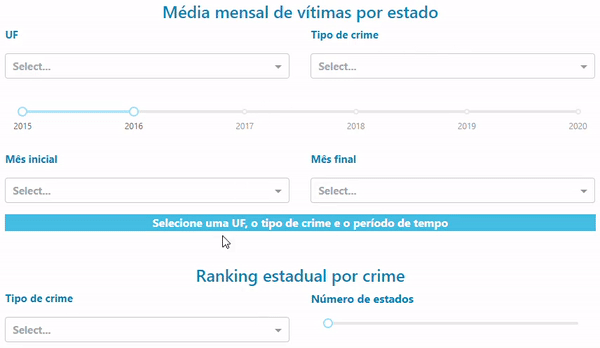 Média mensal de vítimas por estado
UF
Tipo de crime
Select...
Select...
2015 2016 2017 2018 2019 2020
Mês inicial
Mês final
Select...
Select...
Selecione uma UF, o tipo de crime e o período de tempo
Ranking estadual por crime
Tipo de crime
Número de estados
Select...